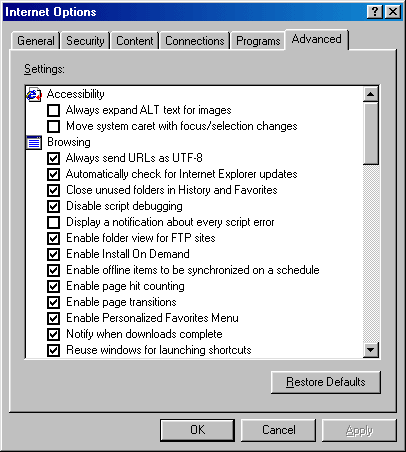 Internet Options
General Security Content Connections Programs Advanced
Settings:
Accessibility
Always expand ALT text for images
Move system caret with focus/selection changes
Browsing
Always send URLs as UTF-8
Automatically check for Internet Explorer updates
Close unused folders in History and Favorites
Disable script debugging
Display a notification about every script error
Enable folder view for FTP sites
Enable Install On Demand
Enable offline items to be synchronized on a schedule
Enable page hit counting
Enable page transitions
Enable Personalized Favorites Menu
Notify when downloads complete
Reuse windows for launching shortcuts
Restore Defaults
OK Cancel Apply